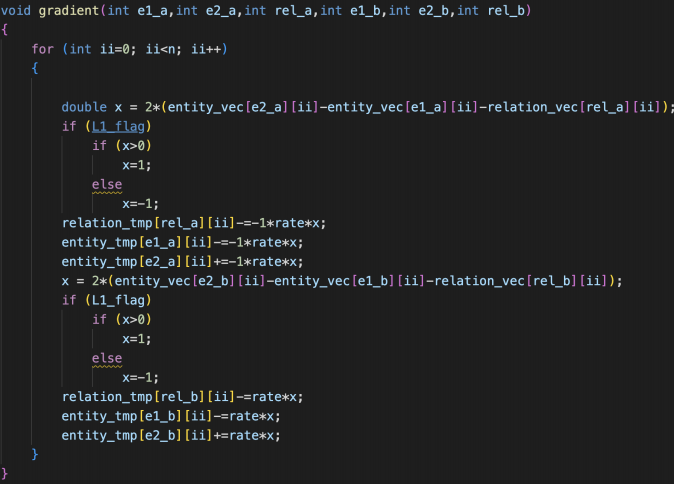 void gradient(int e1_a,int e2_a,int rel_a,int e1_b,int e2_b,int rel_b)
{
    for (int ii=0; ii<n; ii++)
    {

        double x = 2*(entity_vec[e2_a][ii]-entity_vec[e1_a][ii]-relation_vec[rel_a][ii]);
        if (L1_flag)
            if (x>0)
                x=1;
            else
                x=-1;
        relation_tmp[rel_a][ii]-=-1*rate*x;
        entity_tmp[e1_a][ii]-=-1*rate*x;
        entity_tmp[e2_a][ii]+=-1*rate*x;
        x = 2*(entity_vec[e2_b][ii]-entity_vec[e1_b][ii]-relation_vec[rel_b][ii]);
        if (L1_flag)
            if (x>0)
                x=1;
            else
                x=-1;
        relation_tmp[rel_b][ii]-=rate*x;
        entity_tmp[e1_b][ii]-=rate*x;
        entity_tmp[e2_b][ii]+=rate*x;
    }
}